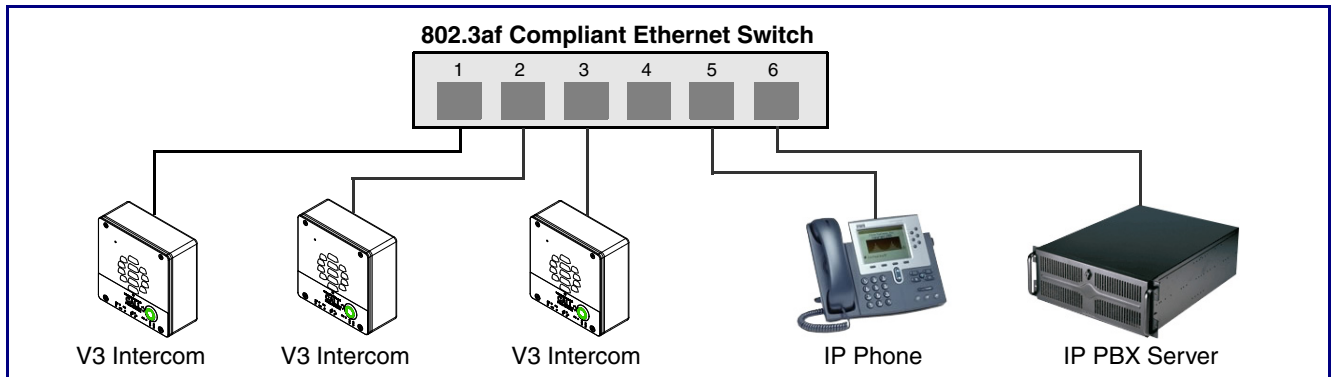 802.3af Compliant Ethernet Switch
1 2 3 4 5 6
V3 Intercom V3 Intercom V3 Intercom IP Phone IP PBX Server